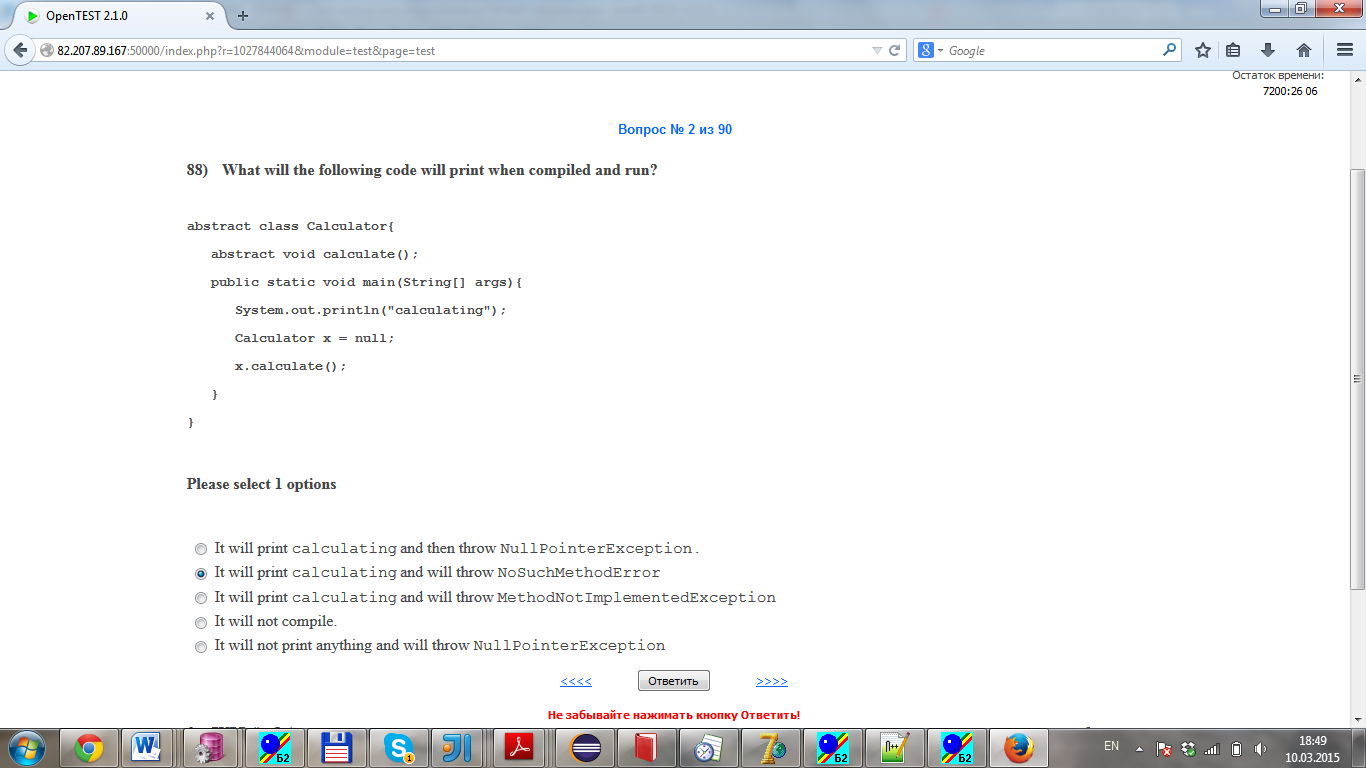 OpenTEST 2.1.0
82.207.89.167:50000/index.php?r=1027844064&module=test&page=test
Google
Остаток времени:
7200:26 06
Вопрос № 2 из 90
88) What will the following code will print when compiled and run?
abstract class Calculator{
abstract void calculate();
public static void main(String[] args){
System.out.println("calculating");
Calculator x = null;
x.calculate();
}
}
Please select 1 options
It will print calculating and then throw NullPointerException.
It will print calculating and will throw NoSuchMethodError
It will print calculating and will throw MethodNotImplementedException
It will not compile.
It will not print anything and will throw NullPointerException
<<<< Ответить >>>>
Не забывайте нажимать кнопку Ответить!
EN 18:49
10.03.2015